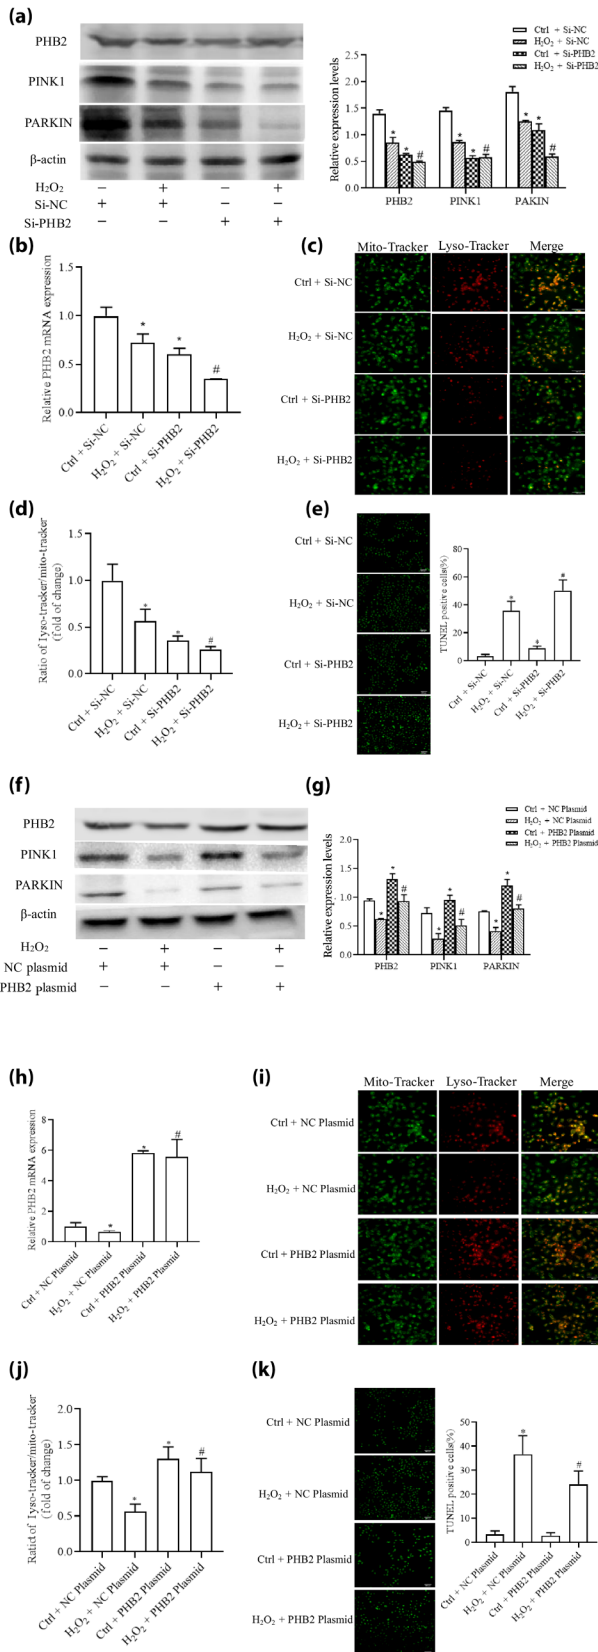 (a)
PHB2
PINK1
PARKIN
β-actin
H₂O₂ − + − +
Si-NC + + − −
Si-PHB2 − − + +
Ctrl + Si-NC
H₂O₂ + Si-NC
Ctrl + Si-PHB2
H₂O₂ + Si-PHB2
Relative expression levels
2.5
2.0
1.5
1.0
0.5
0.0
* * # * * # * * #
PHB2 PINK1 PAKIN
(b)
Relative PHB2 mRNA expression
1.5
1.0
0.5
0.0
* * #
Ctrl + Si-NC
H₂O₂ + Si-NC
Ctrl + Si-PHB2
H₂O₂ + Si-PHB2
(c)
Mito-Tracker Lyso-Tracker Merge
Ctrl + Si-NC
H₂O₂ + Si-NC
Ctrl + Si-PHB2
H₂O₂ + Si-PHB2
(d)
Ratio of lyso-tracker/mito-tracker
(fold of change)
1.5
1.0
0.5
0.0
* * #
Ctrl + Si-NC
H₂O₂ + Si-NC
Ctrl + Si-PHB2
H₂O₂ + Si-PHB2
(e)
Ctrl + Si-NC
H₂O₂ + Si-NC
Ctrl + Si-PHB2
H₂O₂ + Si-PHB2
TUNEL positive cells(%)
80
60
40
20
0
* * #
Ctrl + Si-NC
H₂O₂ + Si-NC
Ctrl + Si-PHB2
H₂O₂ + Si-PHB2
(f)
PHB2
PINK1
PARKIN
β-actin
H₂O₂ − + − +
NC plasmid + + − −
PHB2 plasmid − − + +
(g)
Ctrl + NC Plasmid
H₂O₂ + NC Plasmid
Ctrl + PHB2 Plasmid
H₂O₂ + PHB2 Plasmid
Relative expression levels
2.0
1.5
1.0
0.5
0.0
* * # * * # * * #
PHB2 PINK1 PARKIN
(h)
Relative PHB2 mRNA expression
8
6
4
2
0
* * #
Ctrl + NC Plasmid
H₂O₂ + NC Plasmid
Ctrl + PHB2 Plasmid
H₂O₂ + PHB2 Plasmid
(i)
Mito-Tracker Lyso-Tracker Merge
Ctrl + NC Plasmid
H₂O₂ + NC Plasmid
Ctrl + PHB2 Plasmid
H₂O₂ + PHB2 Plasmid
(j)
Ratid of lyso-tracker/mito-tracker
(fold of change)
2.0
1.5
1.0
0.5
0.0
* * #
Ctrl + NC Plasmid
H₂O₂ + NC Plasmid
Ctrl + PHB2 Plasmid
H₂O₂ + PHB2 Plasmid
(k)
Ctrl + NC Plasmid
H₂O₂ + NC Plasmid
Ctrl + PHB2 Plasmid
H₂O₂ + PHB2 Plasmid
TUNEL positive cells(%)
50
40
30
20
10
0
* #
Ctrl + NC Plasmid
H₂O₂ + NC Plasmid
Ctrl + PHB2 Plasmid
H₂O₂ + PHB2 Plasmid